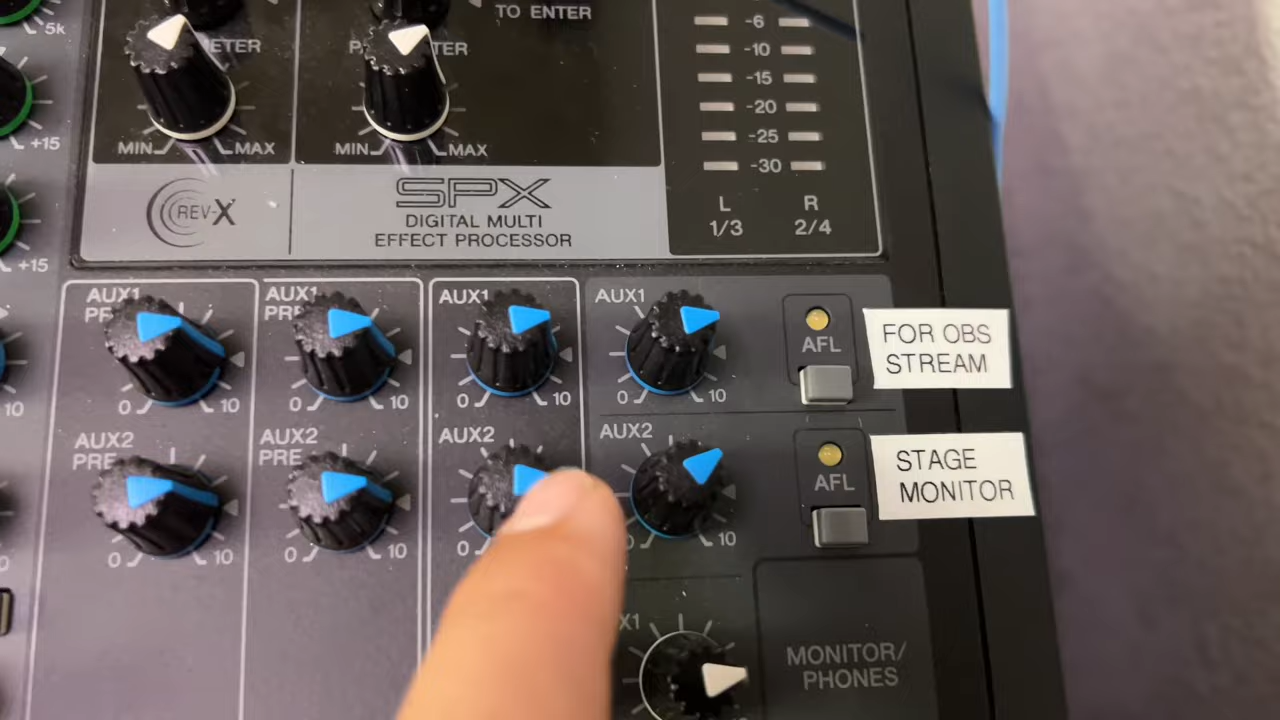 5k
TO ENTER
-6
ETER
TER
-10
-15
-20
+15
-25
MIN
MAX
MIN
MAX
-30
REV-X
SPX
DIGITAL MULTI
EFFECT PROCESSOR
L
R
1/3
2/4
+15
AUX1
AUX1
AUX1
AUX1
PRE
FOR OBS
STREAM
AFL
10
0
10
0
10
0
10
0
10
AUX2
PRE
AUX2
PRE
AUX2
AUX2
STAGE
MONITOR
AFL
0
10
0
10
0
10
MONITOR/
PHONES